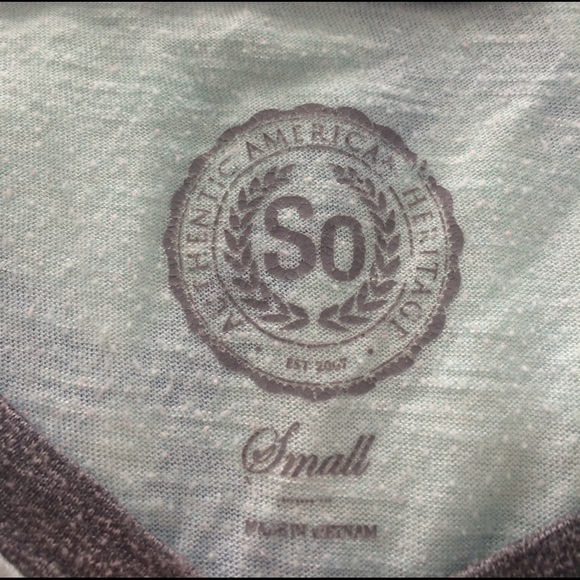 AUTHENTIC AMERICAN HERITAGE
So
EST 2007
Small
MADE IN VIETNAM